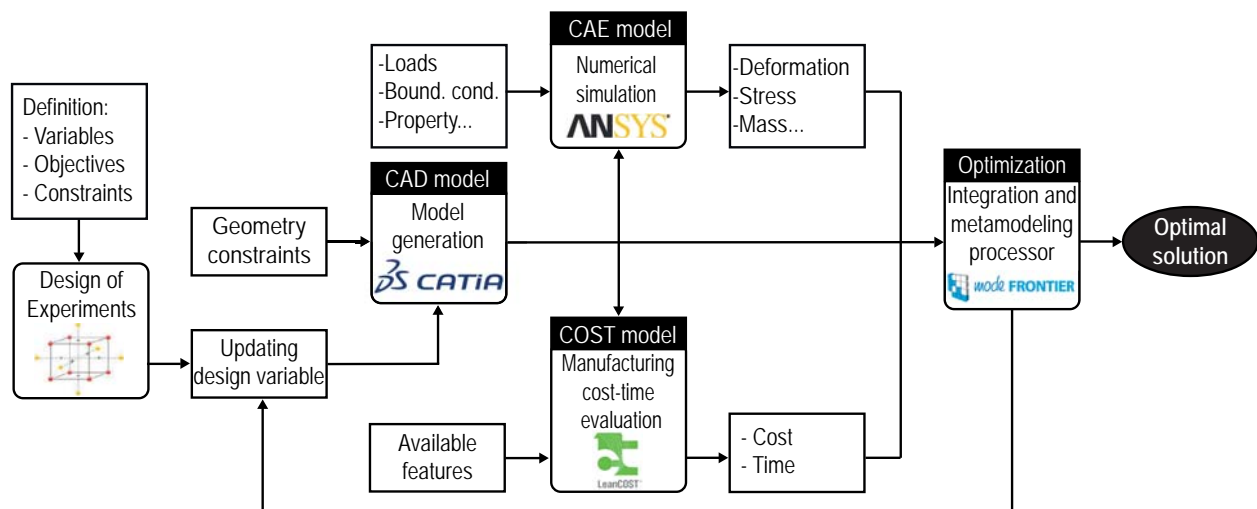 Definition:
- Variables
- Objectives
- Constraints
Design of
Experiments
Geometry
constraints
Updating
design variable
-Loads
-Bound. cond.
-Property...
CAD model
Model
generation
DS CATIA
Available
features
CAE model
Numerical
simulation
ANSYS®
COST model
Manufacturing
cost-time
evaluation
LeanCOST
-Deformation
-Stress
-Mass...
- Cost
- Time
Optimization
Integration and
metamodeling
processor
mode FRONTIER
Optimal
solution